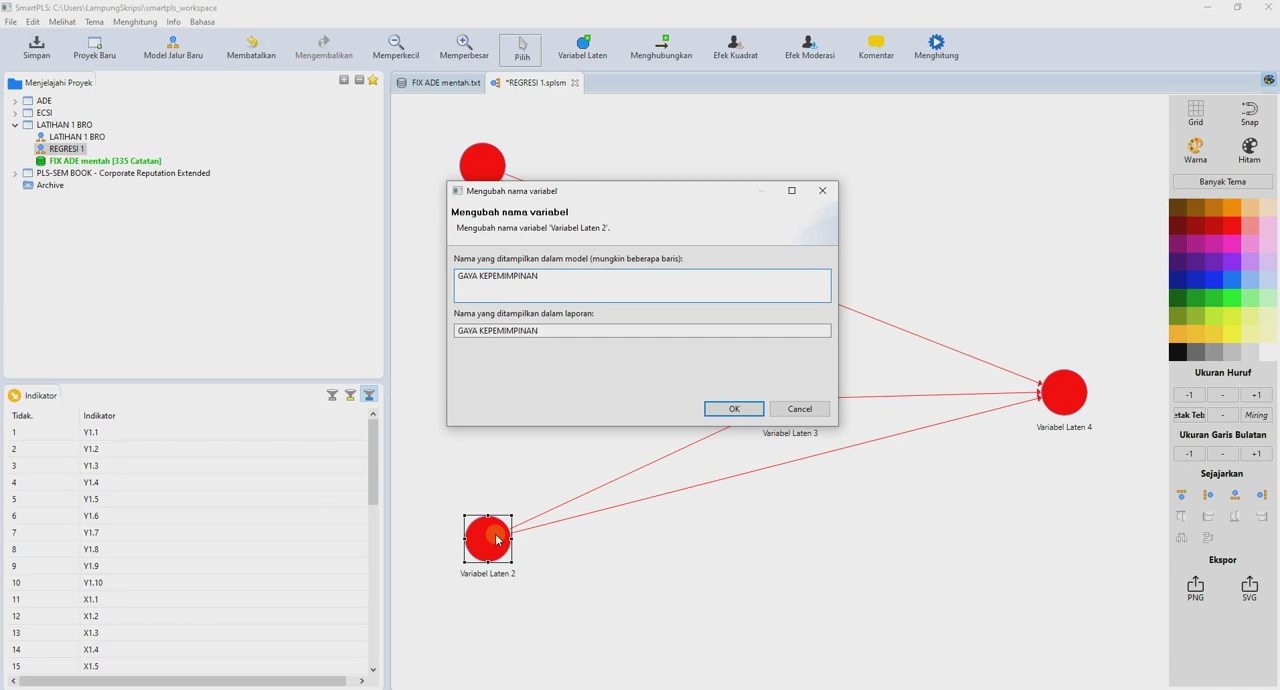 SmartPLS: C:\Users\LampungSkripsi\smartpls_workspace
File Edit Melihat Tema Menghitung Info Bahasa
Simpan Proyek Baru Model Jalur Baru Membatalkan Mengembalikan Memperkecil Memperbesar Pilih Variabel Laten Menghubungkan Efek Kuadrat Efek Moderasi Komentar Menghitung
Menjelajahi Proyek
ADE
ECSI
LATIHAN 1 BRO
LATIHAN 1 BRO
REGRESI 1
FIX ADE mentah [335 Catatan]
PLS-SEM BOOK - Corporate Reputation Extended
Archive
Indikator
Tidak. Indikator
1 Y1.1
2 Y1.2
3 Y1.3
4 Y1.4
5 Y1.5
6 Y1.6
7 Y1.7
8 Y1.8
9 Y1.9
10 Y1.10
11 X1.1
12 X1.2
13 X1.3
14 X1.4
15 X1.5
FIX ADE mentah.txt *REGRESI 1.splsm
Mengubah nama variabel
Mengubah nama variabel
Mengubah nama variabel 'Variabel Laten 2'.
Nama yang ditampilkan dalam model (mungkin beberapa baris):
GAYA KEPEMIMPINAN
Nama yang ditampilkan dalam laporan:
GAYA KEPEMIMPINAN
OK Cancel
Variabel Laten 3
Variabel Laten 4
Variabel Laten 2
Grid Snap
Warna Hitam
Banyak Tema
Ukuran Huruf
-1 - +1
etak Teb - Miring
Ukuran Garis Bulatan
-1 - +1
Sejajarkan
Ekspor
PNG SVG